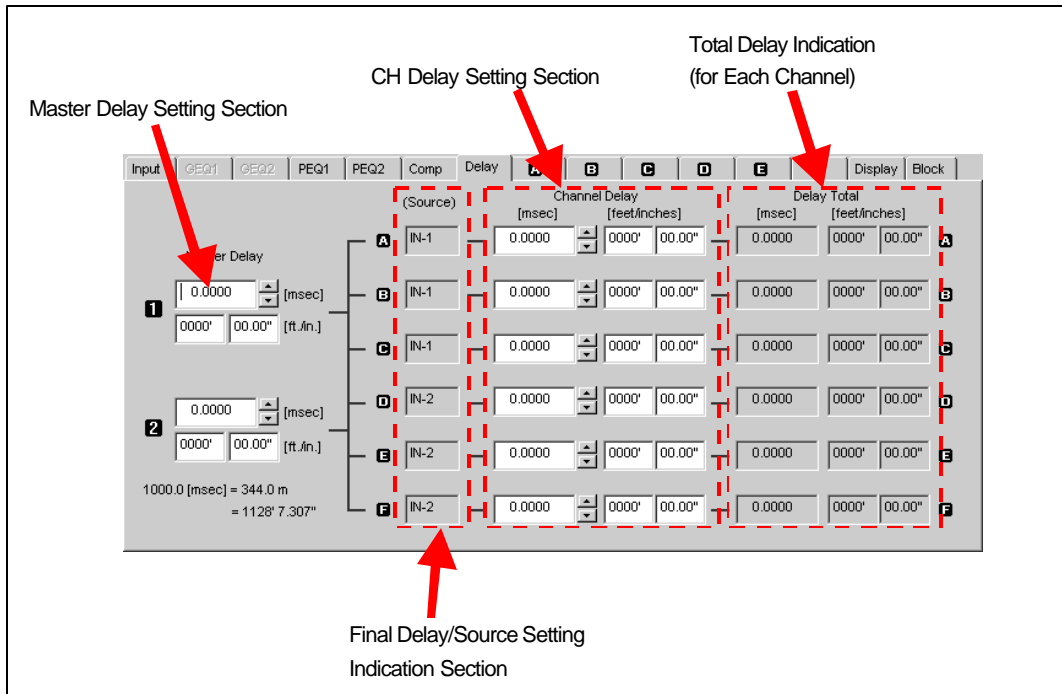 Total Delay Indication
(for Each Channel)
CH Delay Setting Section
Master Delay Setting Section
Input GEQ1 GEQ2 PEQ1 PEQ2 Comp Delay B C D E Display Block
(Source) Channel Delay Delay Total
[msec] [feet/inches] [msec] [feet/inches]
A IN-1 0.0000 0000' 00.00" 0.0000 0000' 00.00" A
Delay
1 0.0000 [msec] B IN-1 0.0000 0000' 00.00" 0.0000 0000' 00.00" B
0000' 00.00" [ft./in.]
C IN-1 0.0000 0000' 00.00" 0.0000 0000' 00.00" C
2 0.0000 [msec] D IN-2 0.0000 0000' 00.00" 0.0000 0000' 00.00" D
0000' 00.00" [ft./in.]
E IN-2 0.0000 0000' 00.00" 0.0000 0000' 00.00" E
1000.0 [msec] = 344.0 m
= 1128' 7.307"
F IN-2 0.0000 0000' 00.00" 0.0000 0000' 00.00" F
Final Delay/Source Setting
Indication Section